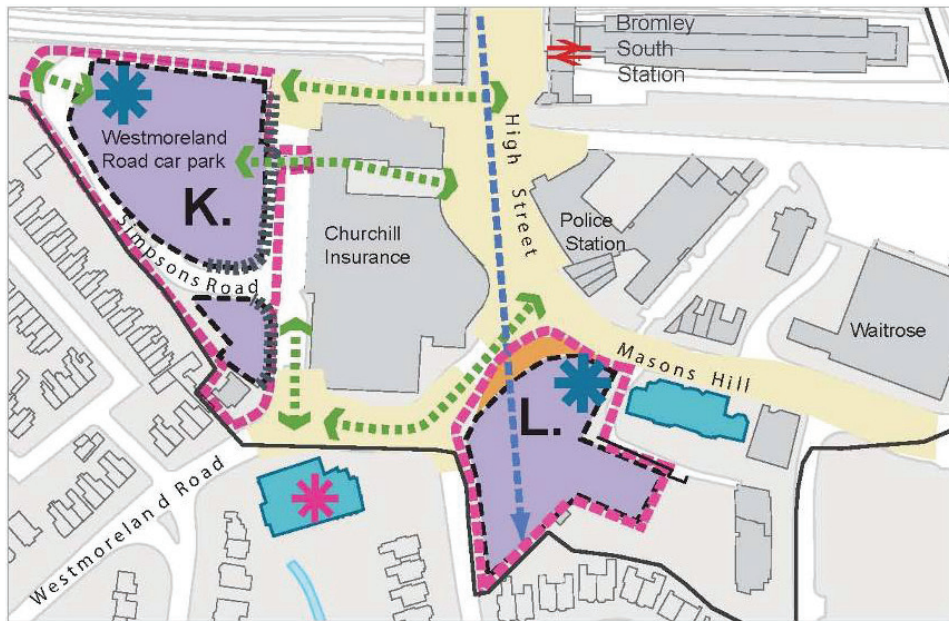 Bromley
South
Station
Westmoreland
Road car park
K.
High Street
Police
Station
Churchill
Insurance
Simpsons Road
Waitrose
Masons Hill
L.
Westmoreland Road